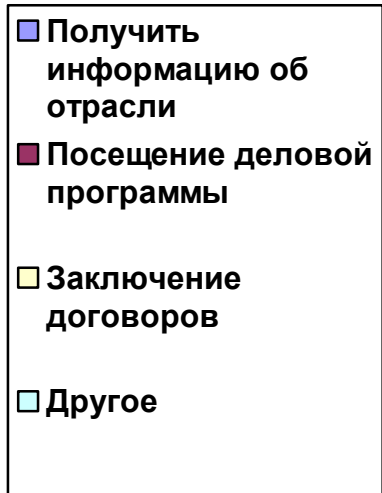 Получить
информацию об
отрасли
Посещение деловой
программы
Заключение
договоров
Другое